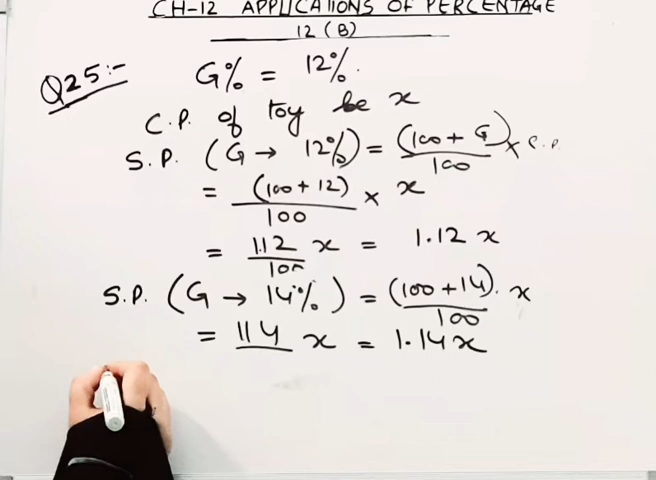 CH-12 APPLICATIONS OF PERCENTAGE
12 (B)
Q25:- G% = 12%.
C.P. of toy be x
S.P. (G → 12%) = (100 + G)/100 × C.P.
= (100 + 12)/100 × x
= 112/100 x = 1.12 x
S.P. (G → 14%) = (100 + 14)/100 . x
= 114 x = 1.14x